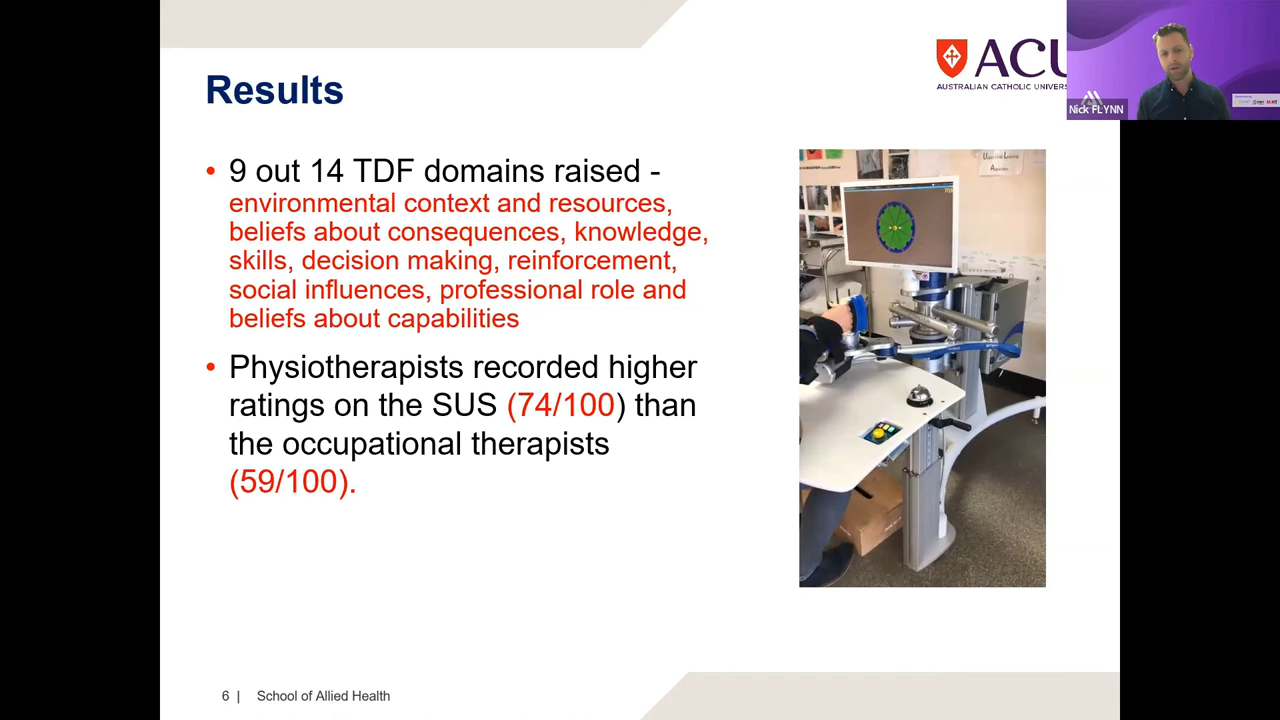 Results
ACU
AUSTRALIAN CATHOLIC UNIVERS
Nick FLYNN
• 9 out 14 TDF domains raised -
environmental context and resources,
beliefs about consequences, knowledge,
skills, decision making, reinforcement,
social influences, professional role and
beliefs about capabilities
• Physiotherapists recorded higher
ratings on the SUS (74/100) than
the occupational therapists
(59/100).
6 | School of Allied Health